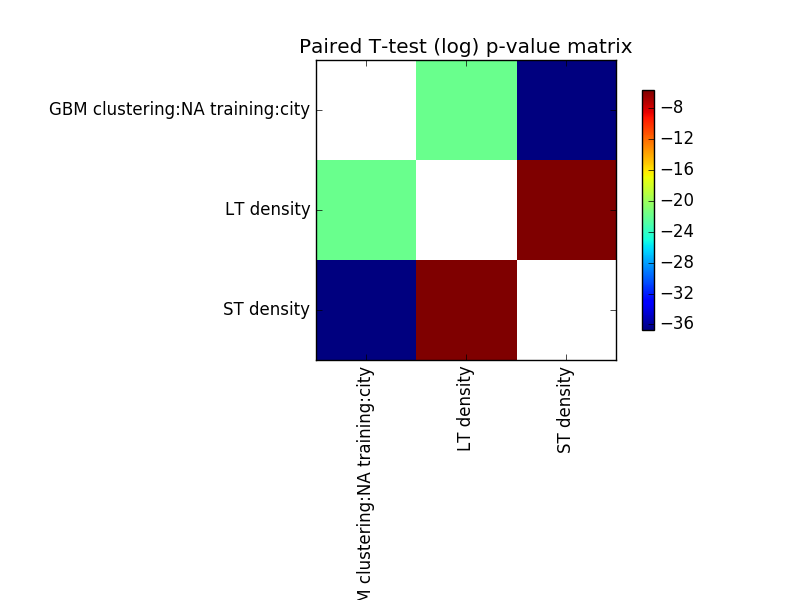 Paired T-test (log) p-value matrix
GBM clustering:NA training:city
LT density
ST density
−8
−12
−16
−20
−24
−28
−32
−36
M clustering:NA training:city
LT density
ST density